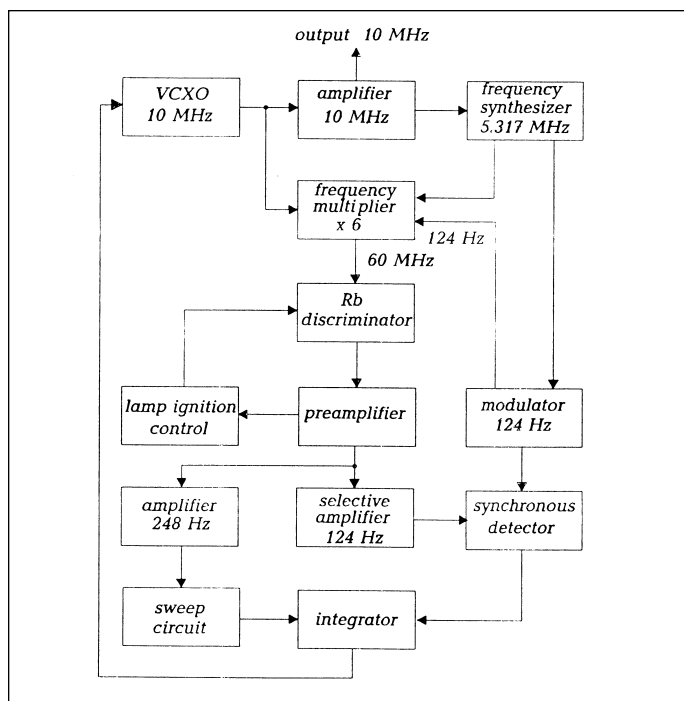 output 10 MHz
VCXO
10 MHz
amplifier
10 MHz
frequency
synthesizer
5.317 MHz
frequency
multiplier
x 6
124 Hz
60 MHz
Rb
discriminator
lamp ignition
control
preamplifier
modulator
124 Hz
amplifier
248 Hz
selective
amplifier
124 Hz
synchronous
detector
sweep
circuit
integrator